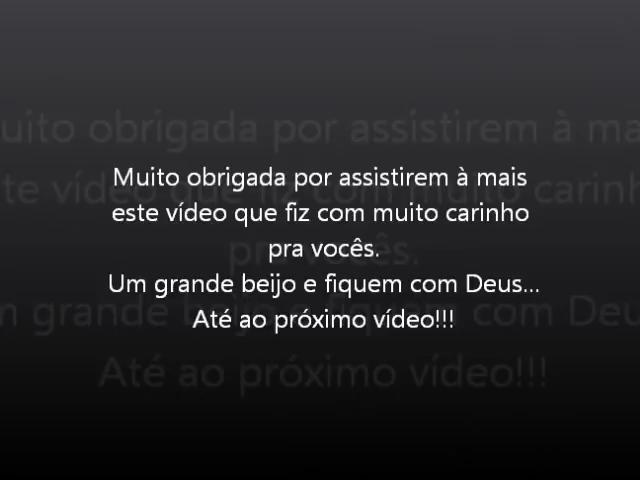 Muito obrigada por assistirem à mais
este vídeo que fiz com muito carinho
pra vocês.
Um grande beijo e fiquem com Deus...
Até ao próximo vídeo!!!